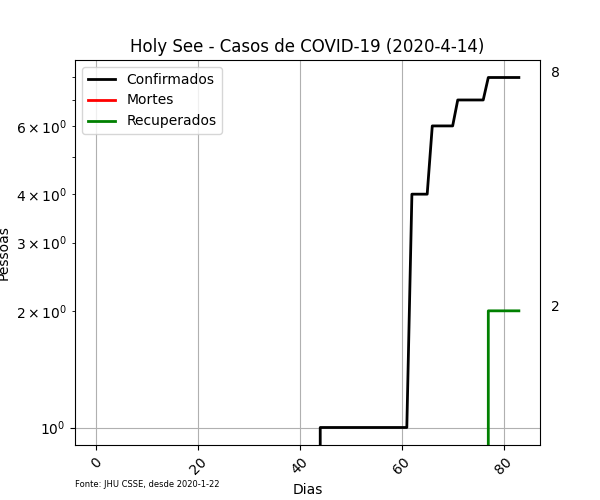 Holy See - Casos de COVID-19 (2020-4-14)
Confirmados
Mortes
Recuperados
8
2
6 × 10⁰
4 × 10⁰
3 × 10⁰
2 × 10⁰
10⁰
Pessoas
0 20 40 60 80
Dias
Fonte: JHU CSSE, desde 2020-1-22